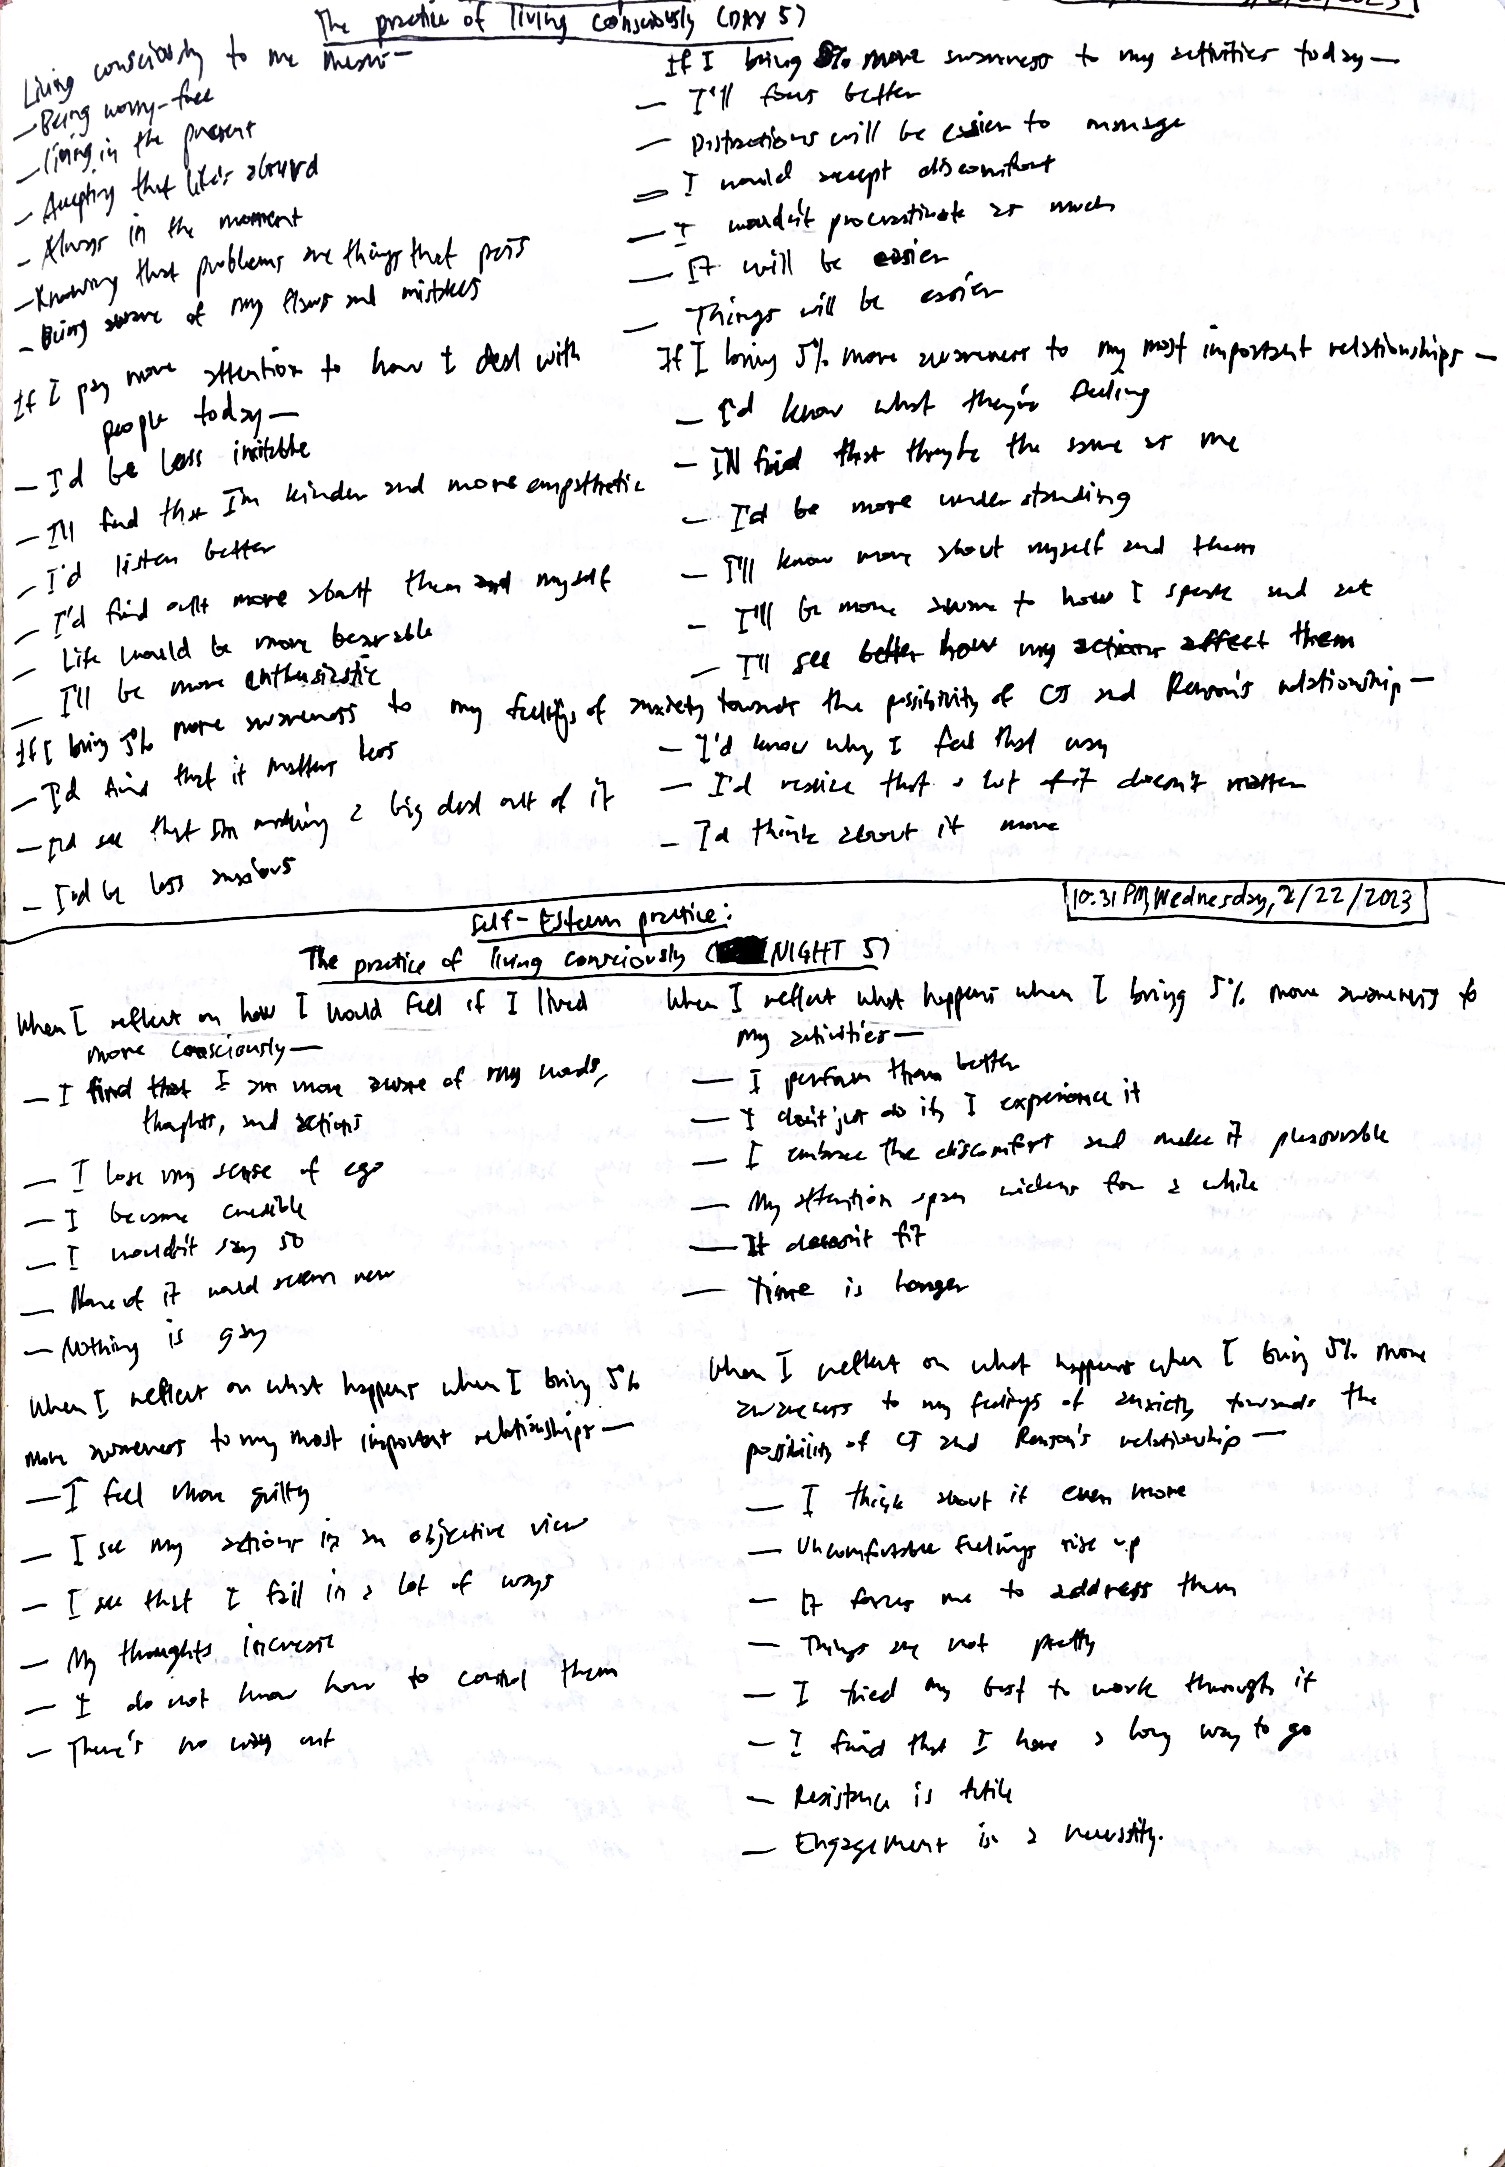 The practice of living consciously (DAY 5)
Living consciously to me means—
— Being worry-free
— living in the present
— Accepting that life's absurd
— Always in the moment
— Knowing that problems are things that pass
— Being aware of my flaws and mistakes
If I pay more attention to how I deal with
people today—
— I'd be less irritable
— I'll find that I'm kinder and more empathetic
— I'd listen better
— I'd find out more about them and myself
— Life would be more bearable
— I'll be more enthusiastic
If I bring 5% more awareness to my activities today—
— I'll focus better
— Distractions will be easier to manage
— I would accept discomfort
— I wouldn't procrastinate as much
— It will be easier
— Things will be easier
If I bring 5% more awareness to my most important relationships—
— I'd know what they're feeling
— I'll find that they're the same as me
— I'd be more understanding
— I'll know more about myself and them
— I'll be more aware to how I speak and act
— I'll see better how my actions affect them
If I bring 5% more awareness to my feelings of anxiety towards the possibility of CJ and Renson's relationship—
— I'd find that it matters less
— I'd see that I'm making a big deal out of it
— I'd be less anxious
— I'd know why I feel that way
— I'd realize that a lot of it doesn't matter
— I'd think about it more
10:31 PM, Wednesday, 2/22/2023
Self-Esteem practice:
The practice of living consciously (NIGHT 5)
When I reflect on how I would feel if I lived
more consciously—
— I find that I am more aware of my words,
thoughts, and actions
— I lose my sense of ego
— I become
— I wouldn't say so
— None of it would seem new
— Nothing is gay
When I reflect what happens when I bring 5% more awareness to
my activities—
— I perform them better
— I don't just do it, I experience it
— I embrace the discomfort and make it pleasurable
— My attention span widens for a while
— It doesn't fit
— Time is longer
When I reflect on what happens when I bring 5%
more awareness to my most important relationships—
— I feel more guilty
— I see my actions in an objective view
— I see that I fail in a lot of ways
— My thoughts increase
— I do not know how to control them
— There's no way out
When I reflect on what happens when I bring 5% more
awareness to my feelings of anxiety towards the
possibility of CJ and Renson's relationship—
— I think about it even more
— Uncomfortable feelings rise up
— It forces me to address them
— Things are not pretty
— I tried my best to work through it
— I find that I have a long way to go
— Resistance is futile
— Engagement is a necessity.